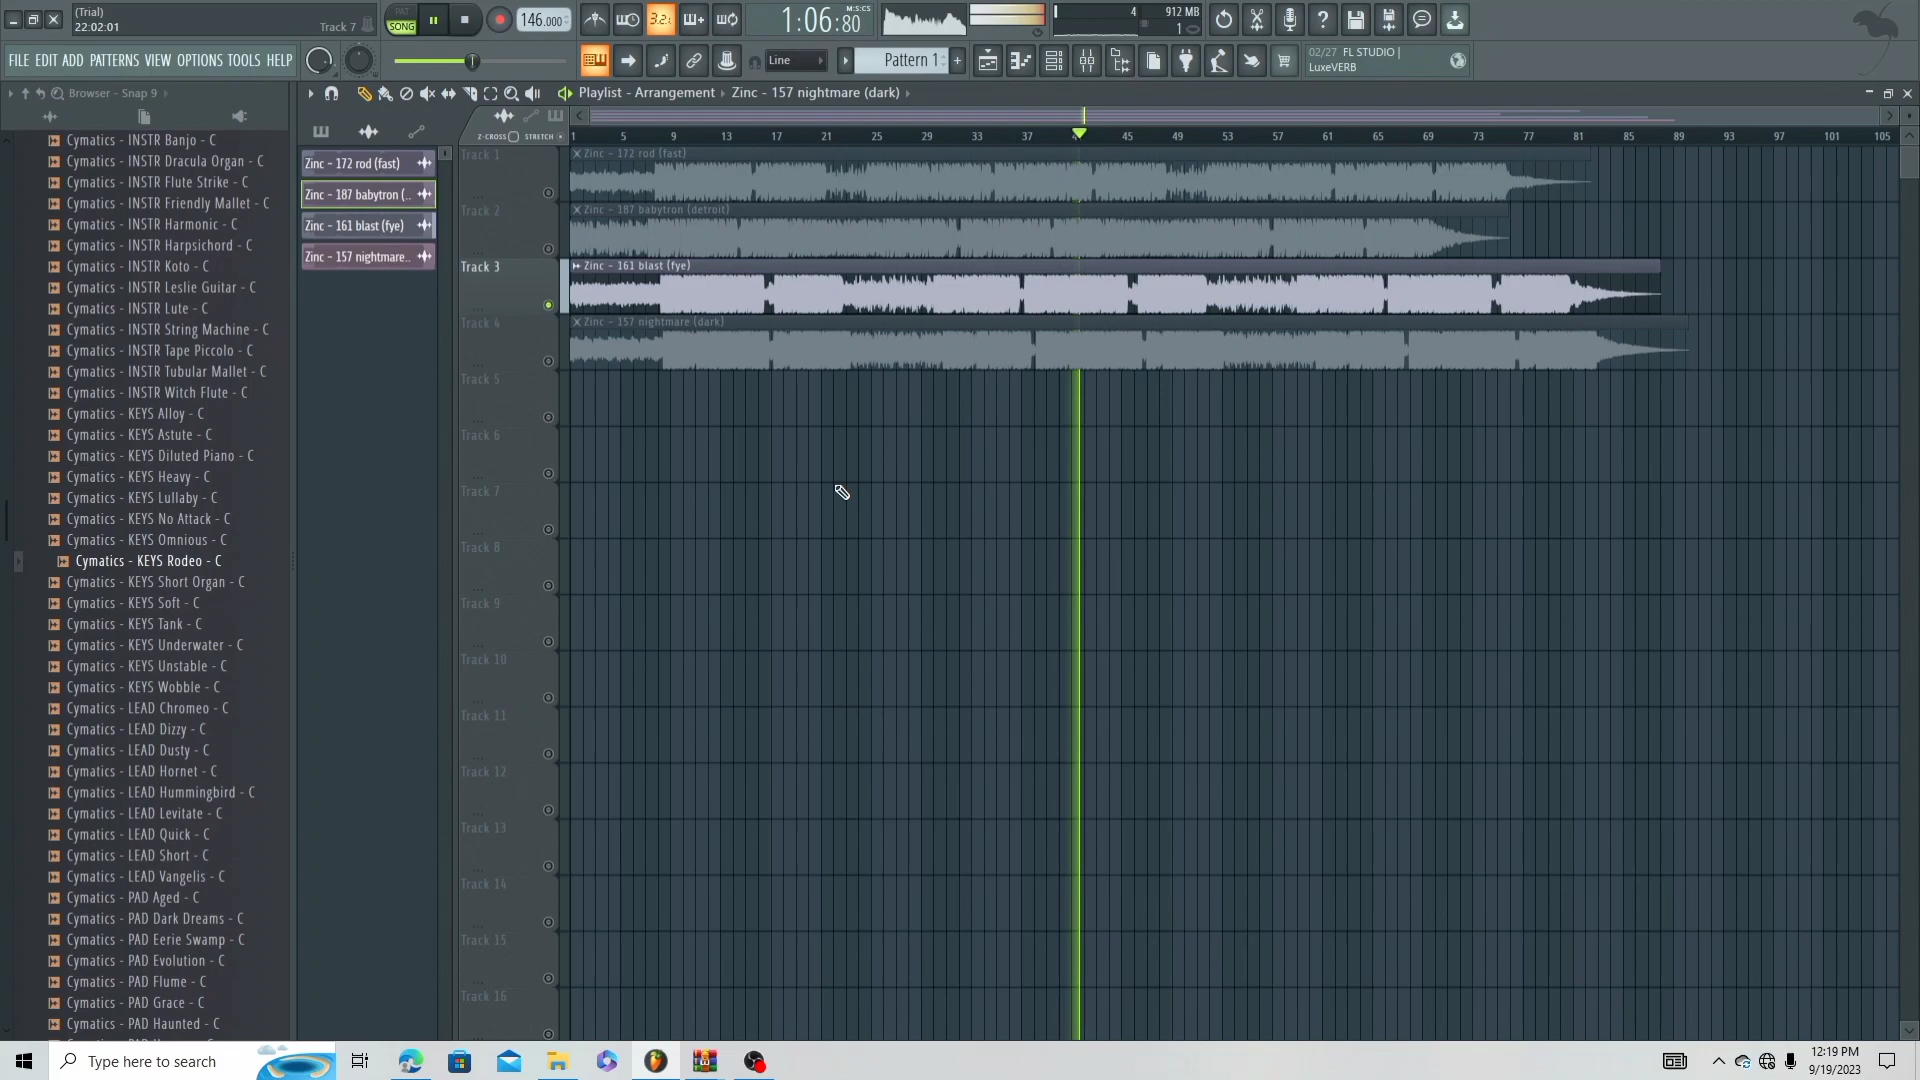 (Trial)
22:02:01
Track 7
PAT
SONG
146.000
3.2.
1:06:80
M:S:CS
4
912 MB
1
FILE EDIT ADD PATTERNS VIEW OPTIONS TOOLS HELP
Line
Pattern 1
02/27 FL STUDIO |
LuxeVERB
Browser - Snap 9
Playlist - Arrangement › Zinc - 157 nightmare (dark) ›
Z-CROSS STRETCH
1 5 9 13 17 21 25 29 33 37 45 49 53 57 61 65 69 73 77 81 85 89 93 97 101 105
Cymatics - INSTR Banjo - C
Cymatics - INSTR Dracula Organ - C
Cymatics - INSTR Flute Strike - C
Cymatics - INSTR Friendly Mallet - C
Cymatics - INSTR Harmonic - C
Cymatics - INSTR Harpsichord - C
Cymatics - INSTR Koto - C
Cymatics - INSTR Leslie Guitar - C
Cymatics - INSTR Lute - C
Cymatics - INSTR String Machine - C
Cymatics - INSTR Tape Piccolo - C
Cymatics - INSTR Tubular Mallet - C
Cymatics - INSTR Witch Flute - C
Cymatics - KEYS Alloy - C
Cymatics - KEYS Astute - C
Cymatics - KEYS Diluted Piano - C
Cymatics - KEYS Heavy - C
Cymatics - KEYS Lullaby - C
Cymatics - KEYS No Attack - C
Cymatics - KEYS Omnious - C
Cymatics - KEYS Rodeo - C
Cymatics - KEYS Short Organ - C
Cymatics - KEYS Soft - C
Cymatics - KEYS Tank - C
Cymatics - KEYS Underwater - C
Cymatics - KEYS Unstable - C
Cymatics - KEYS Wobble - C
Cymatics - LEAD Chromeo - C
Cymatics - LEAD Dizzy - C
Cymatics - LEAD Dusty - C
Cymatics - LEAD Hornet - C
Cymatics - LEAD Hummingbird - C
Cymatics - LEAD Levitate - C
Cymatics - LEAD Quick - C
Cymatics - LEAD Short - C
Cymatics - LEAD Vangelis - C
Cymatics - PAD Aged - C
Cymatics - PAD Dark Dreams - C
Cymatics - PAD Eerie Swamp - C
Cymatics - PAD Evolution - C
Cymatics - PAD Flume - C
Cymatics - PAD Grace - C
Cymatics - PAD Haunted - C
Zinc - 172 rod (fast)
Zinc - 187 babytron (..
Zinc - 161 blast (fye)
Zinc - 157 nightmare..
Track 1
Zinc - 172 rod (fast)
Track 2
Zinc - 187 babytron (detroit)
Track 3
Zinc - 161 blast (fye)
Track 4
Zinc - 157 nightmare (dark)
Track 5
Track 6
Track 7
Track 8
Track 9
Track 10
Track 11
Track 12
Track 13
Track 14
Track 15
Track 16
Type here to search
12:19 PM
9/19/2023